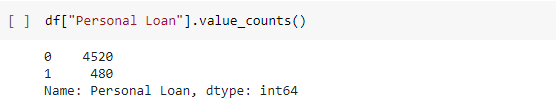 [ ] df["Personal Loan"].value_counts()
0    4520
1     480
Name: Personal Loan, dtype: int64